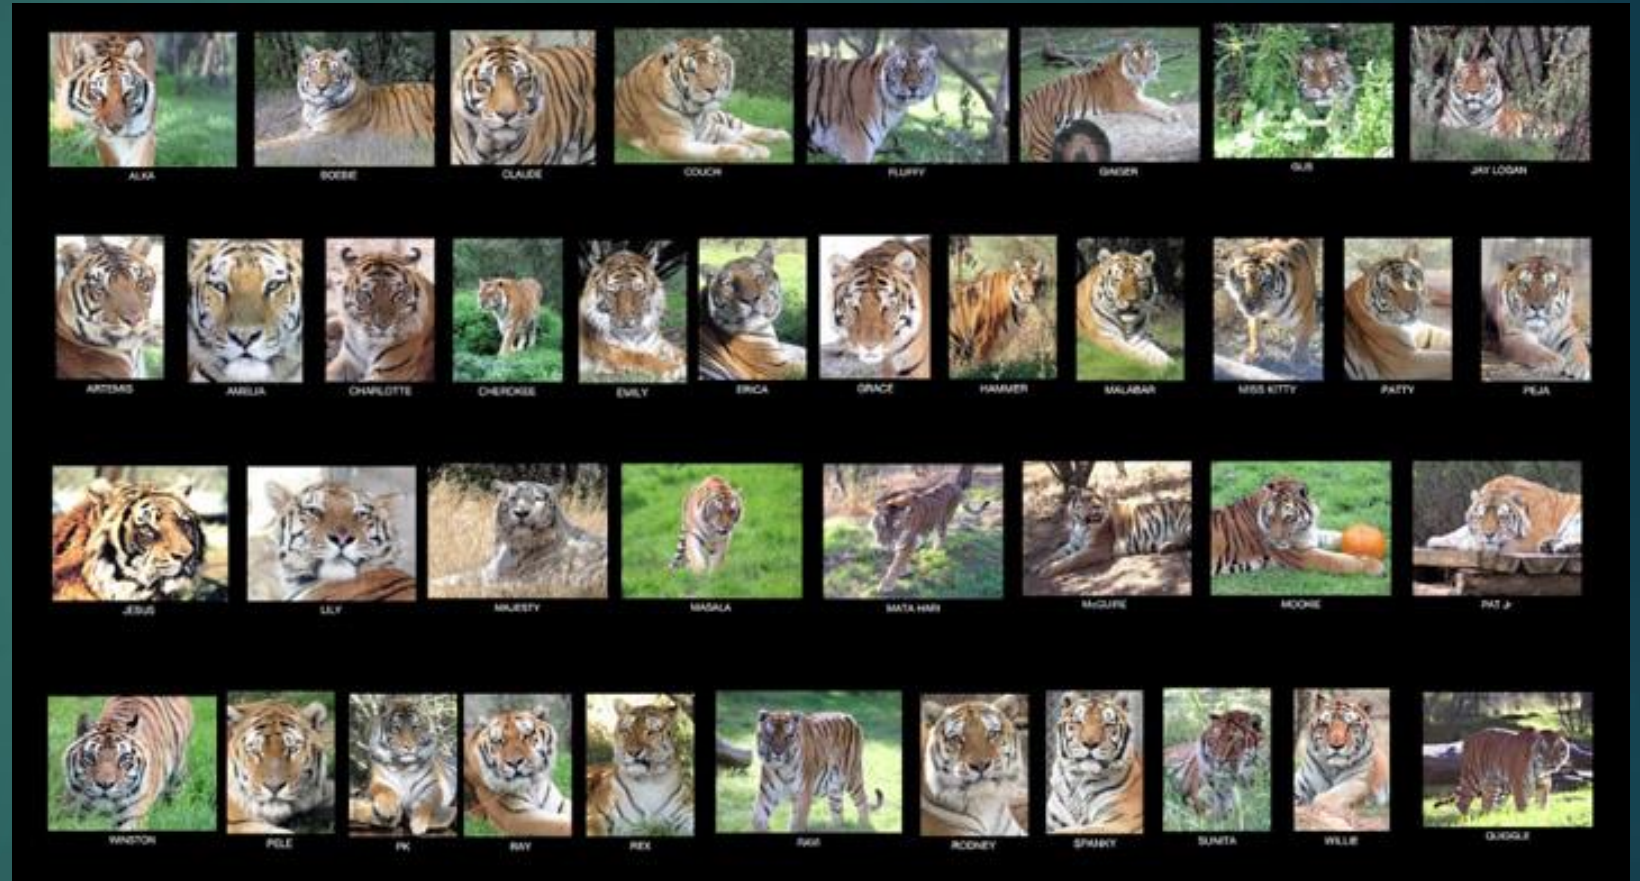 ALKA BOEBIE CLAUDE COUCH FLUFFY GINGER GUS JAY LOGAN
ARTEMIS AMELIA CHARLOTTE CHEROKEE EMILY ERICA GRACE HAMMER MALABAR MISS KITTY PATTY PEJA
JESUS LILY MAJESTY MASALA MATA HARI McGUIRE MOOKIE PAT Jr
WINSTON PELE PK RAY REX RODNEY SPANKY SUNITA WILLIE QUIGGLE